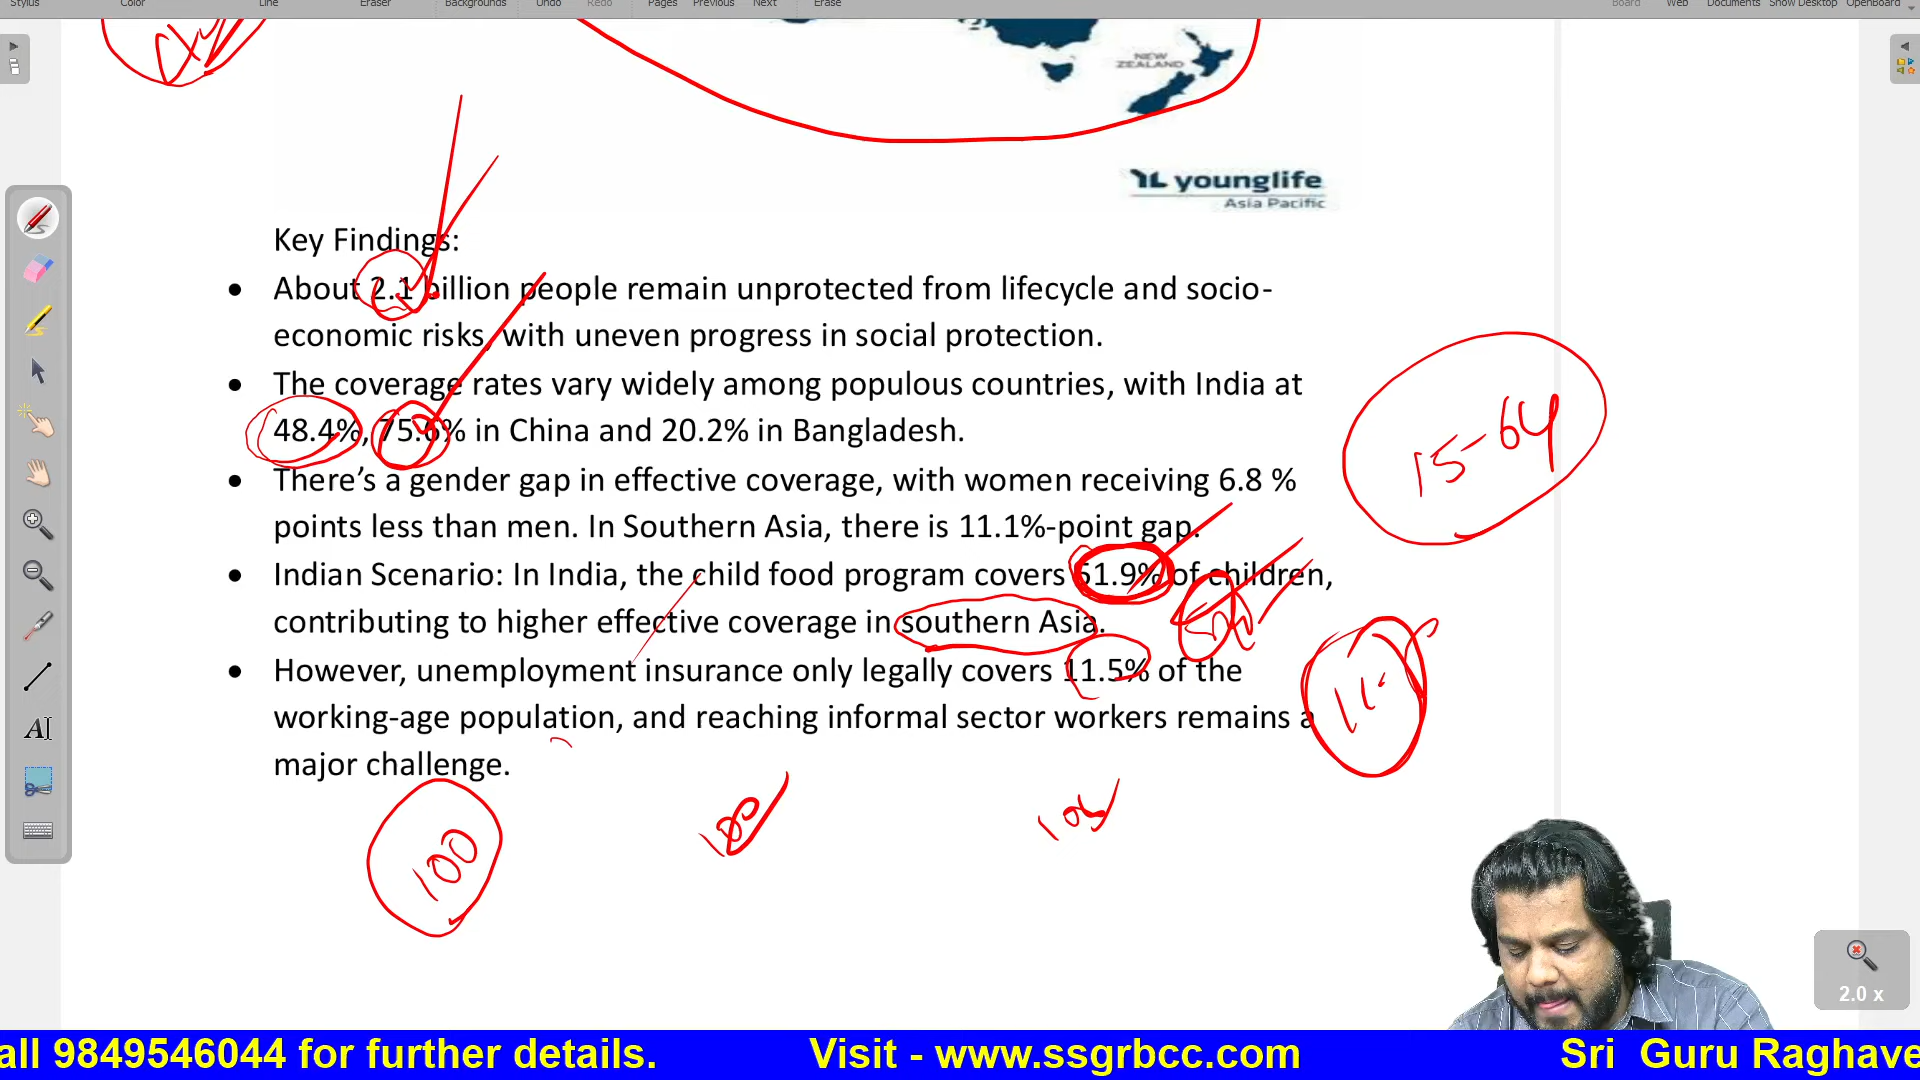 Stylus Color Line Eraser Backgrounds Undo Redo Pages Previous Next Erase Board Web Documents Show Desktop OpenBoard
NEW
ZEALAND
younglife
Asia Pacific
Key Findings:
About 2.1 billion people remain unprotected from lifecycle and socio-
economic risks, with uneven progress in social protection.
The coverage rates vary widely among populous countries, with India at
48.4%, 75.6% in China and 20.2% in Bangladesh.
There's a gender gap in effective coverage, with women receiving 6.8 %
points less than men. In Southern Asia, there is 11.1%-point gap.
Indian Scenario: In India, the child food program covers 51.9% of children,
contributing to higher effective coverage in southern Asia.
However, unemployment insurance only legally covers 11.5% of the
working-age population, and reaching informal sector workers remains a
major challenge.
15-64
100
100
2.0 x
all 9849546044 for further details. Visit - www.ssgrbcc.com Sri Guru Raghave